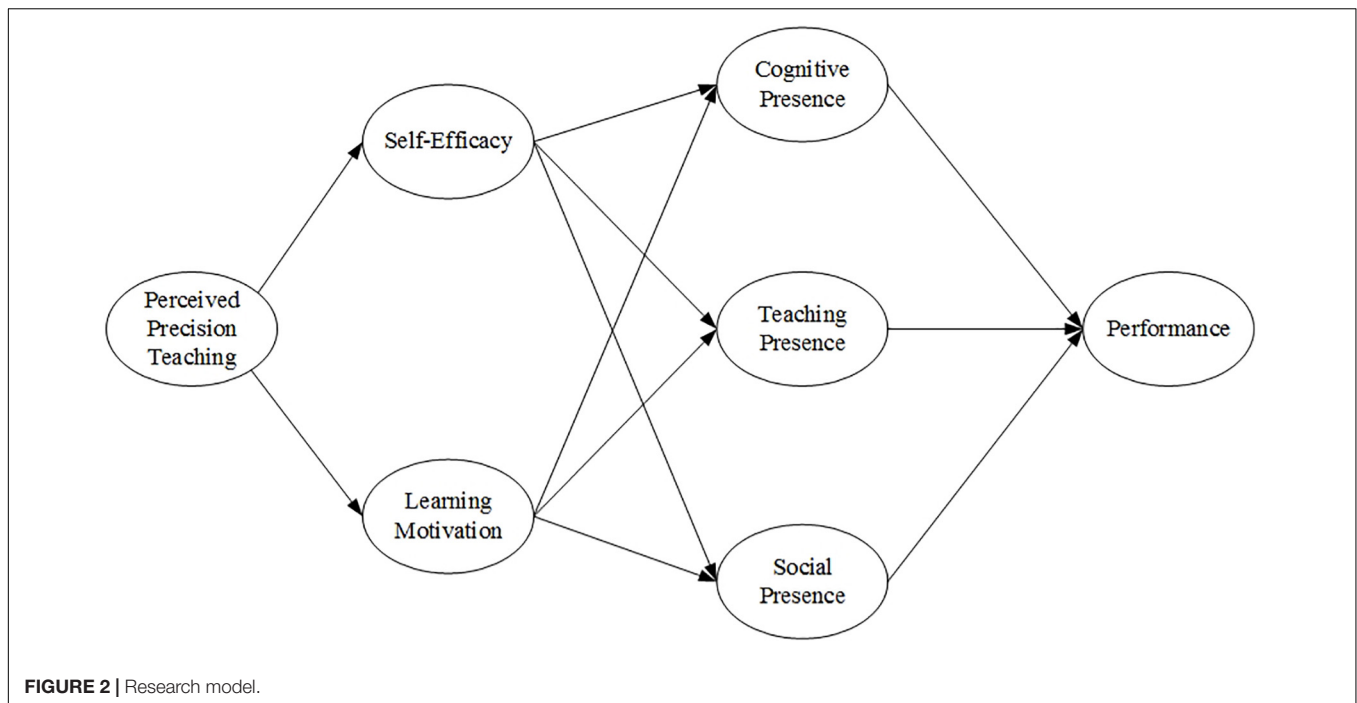 Cognitive
Presence
Self-Efficacy
Perceived
Precision
Teaching
Teaching
Presence
Performance
Learning
Motivation
Social
Presence
FIGURE 2 | Research model.